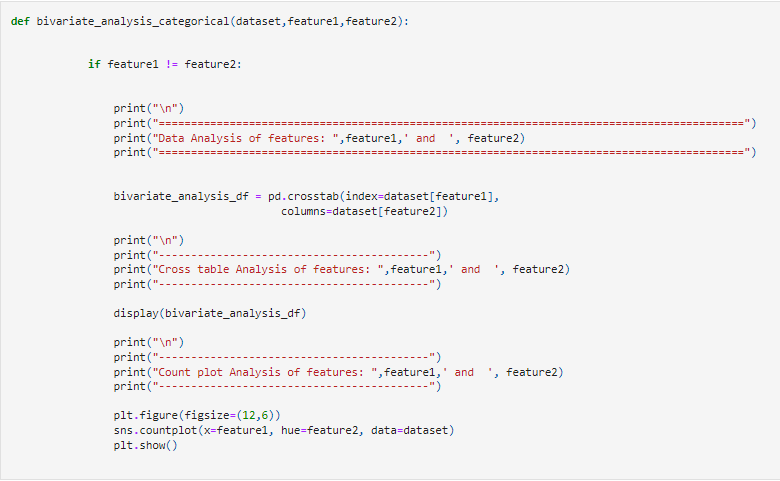 def bivariate_analysis_categorical(dataset,feature1,feature2):
if feature1 != feature2:
print("\n")
print("===========================================================================================")
print("Data Analysis of features: ",feature1,' and  ', feature2)
print("===========================================================================================")
bivariate_analysis_df = pd.crosstab(index=dataset[feature1],
columns=dataset[feature2])
print("\n")
print("------------------------------------------")
print("Cross table Analysis of features: ",feature1,' and  ', feature2)
print("------------------------------------------")
display(bivariate_analysis_df)
print("\n")
print("------------------------------------------")
print("Count plot Analysis of features: ",feature1,' and  ', feature2)
print("------------------------------------------")
plt.figure(figsize=(12,6))
sns.countplot(x=feature1, hue=feature2, data=dataset)
plt.show()